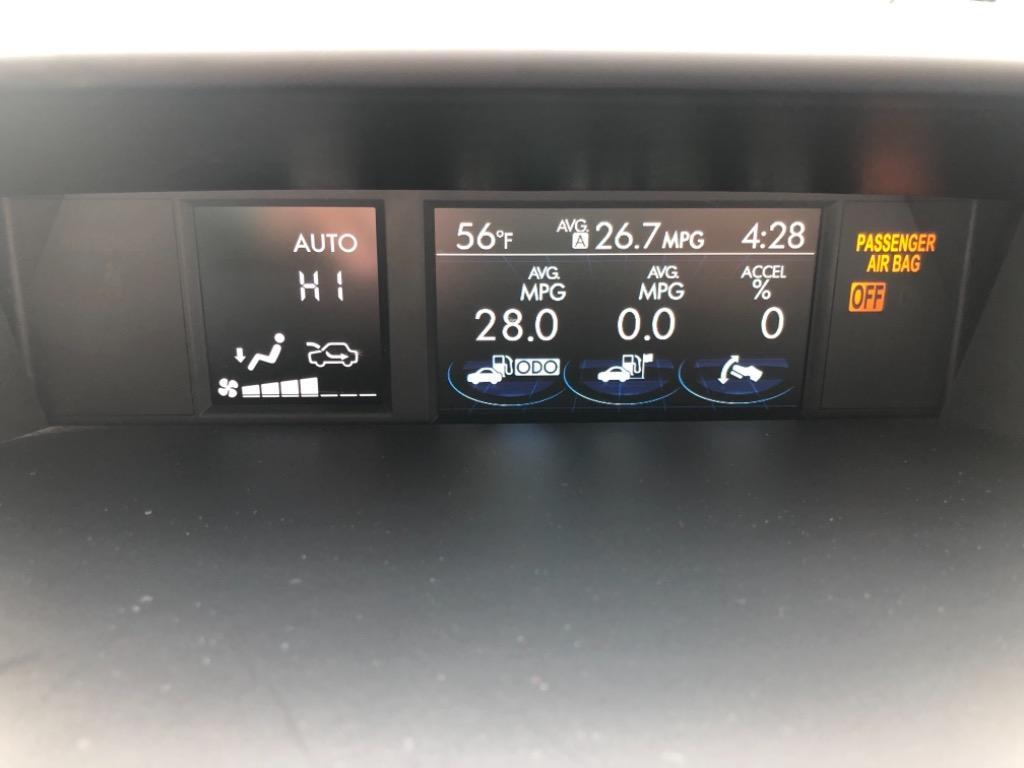 AUTO
HI
56°F AVG. A 26.7 MPG 4:28
AVG. MPG
28.0
ODO
AVG. MPG
0.0
ACCEL %
0
PASSENGER
AIR BAG
OFF